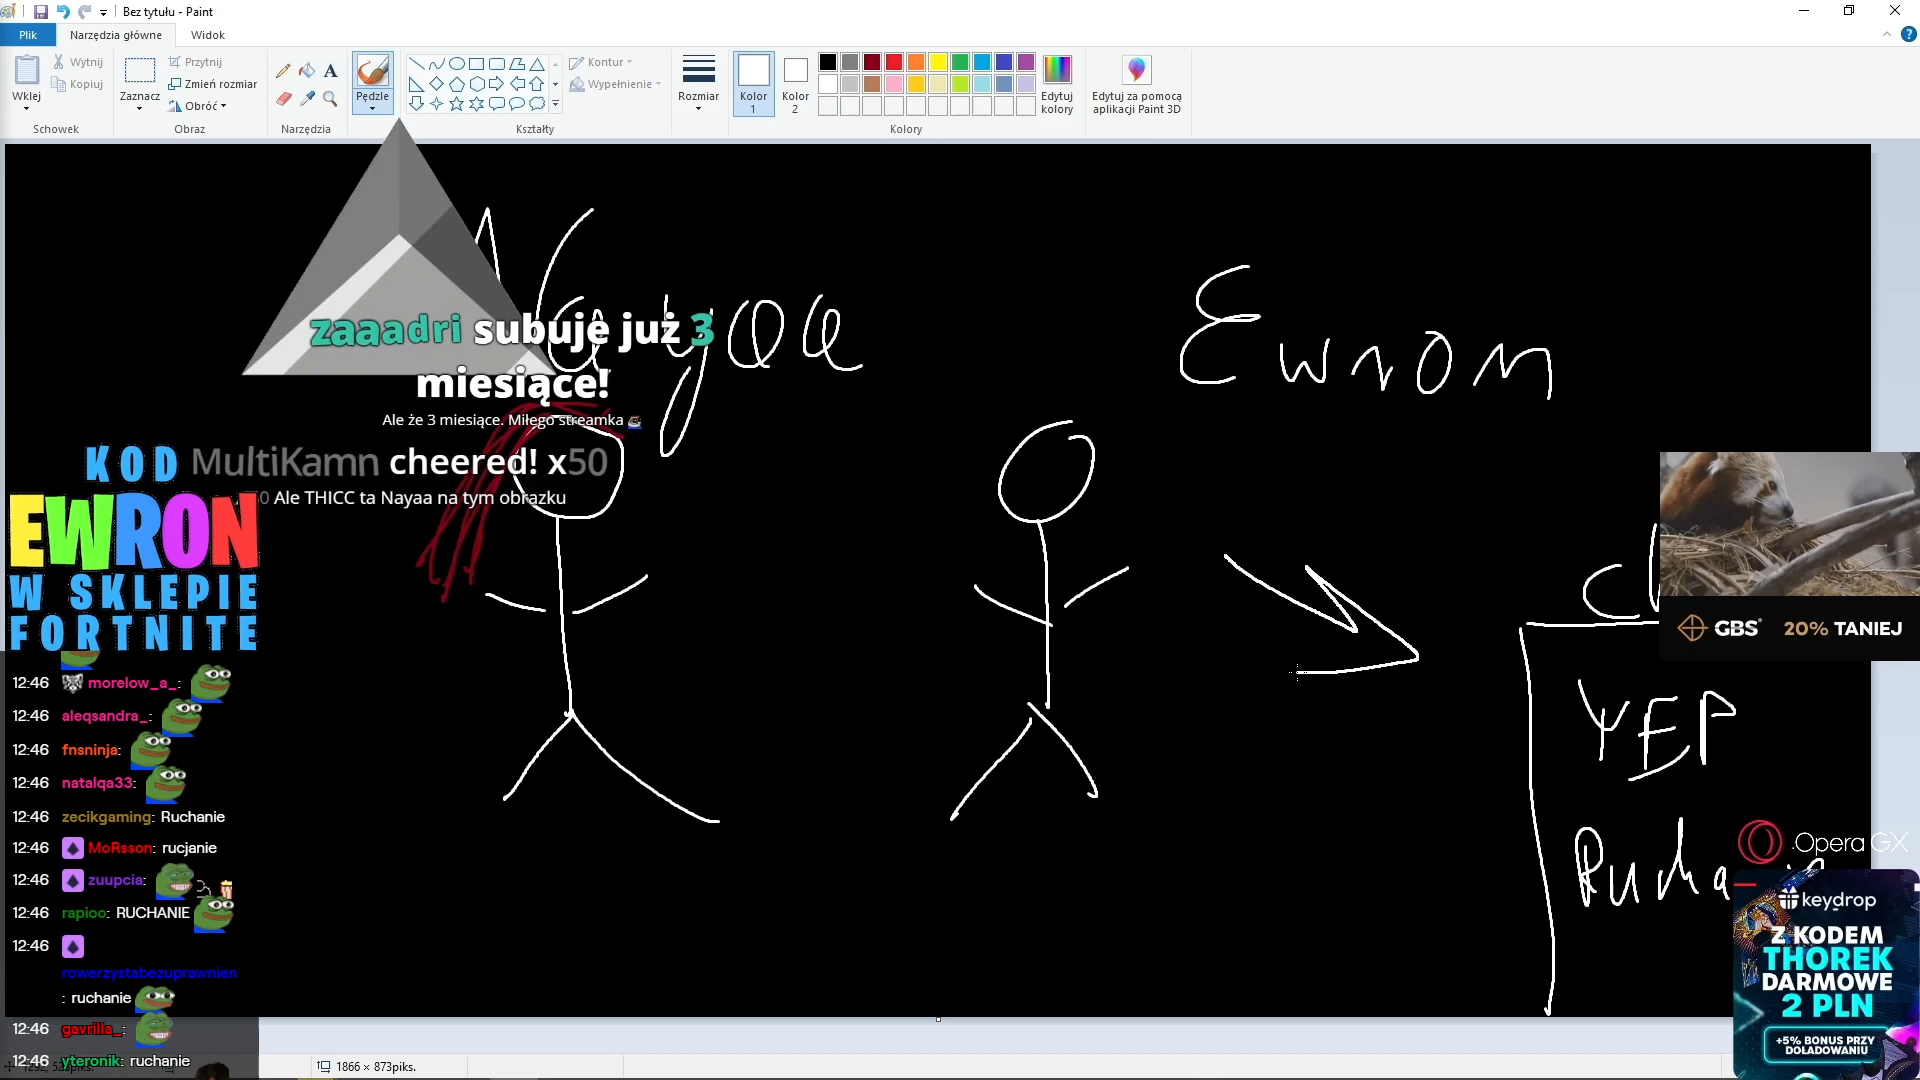 Bez tytułu - Paint
Plik
Narzędzia główne
Widok
Wklej
Wytnij
Kopiuj
Schowek
Zaznacz
Przytnij
Zmień rozmiar
Obróć
Obraz
Narzędzia
Pędzle
Kształty
Kontur
Wypełnienie
Rozmiar
Kolor 1
Kolor 2
Edytuj kolory
Kolory
Edytuj za pomocą aplikacji Paint 3D
Ewron
zaaadri subuje już 3
miesiące!
Ale że 3 miesiące. Miłego streamka
MultiKamn cheered! x50
Ale THICC ta Nayaa na tym obrazku
KOD
EWRON
W SKLEPIE
FORTNITE
GBS® 20% TANIEJ
YEP
12:46 morelow_a_:
12:46 aleqsandra_:
12:46 fnsninja:
12:46 natalqa33:
12:46 zecikgaming: Ruchanie
12:46 MoRsson: rucjanie
12:46 zuupcia:
12:46 rapioo: RUCHANIE
12:46
rowerzystabezuprawnien
: ruchanie
12:46 gavrilla_:
12:46 yteronik: ruchanie
Opera GX
keydrop
Z KODEM
THOREK
DARMOWE
2 PLN
+5% BONUS PRZY
DOŁADOWANIU
1866 × 873piks.